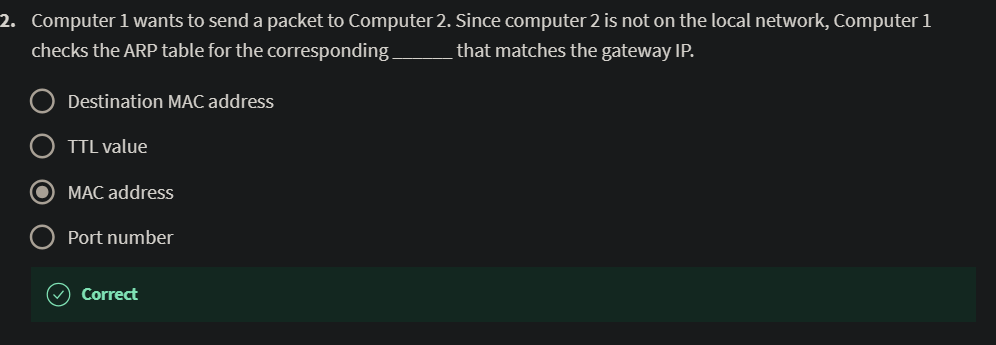 2. Computer 1 wants to send a packet to Computer 2. Since computer 2 is not on the local network, Computer 1
checks the ARP table for the corresponding ______ that matches the gateway IP.
Destination MAC address
TTL value
MAC address
Port number
Correct